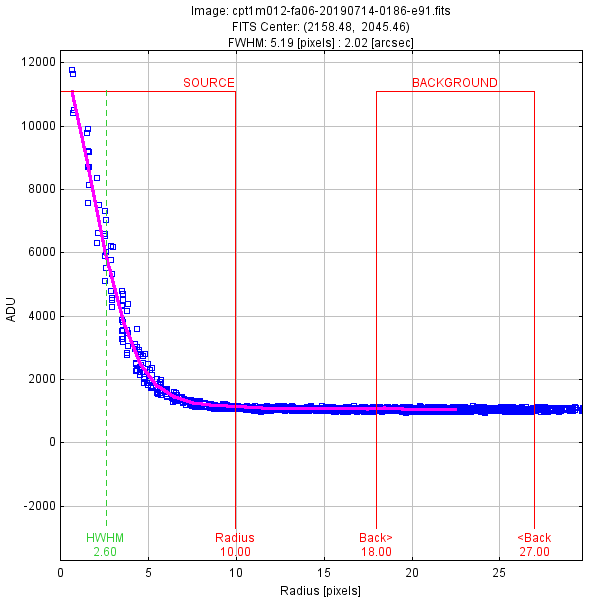 Image: cpt1m012-fa06-20190714-0186-e91.fits
FITS Center: (2158.48, 2045.46)
FWHM: 5.19 [pixels] : 2.02 [arcsec]
12000
SOURCE
BACKGROUND
10000
8000
6000
4000
2000
0
-2000
ADU
HWHM
2.60
Radius
10.00
Back>
18.00
<Back
27.00
0
5
10
15
20
25
Radius [pixels]